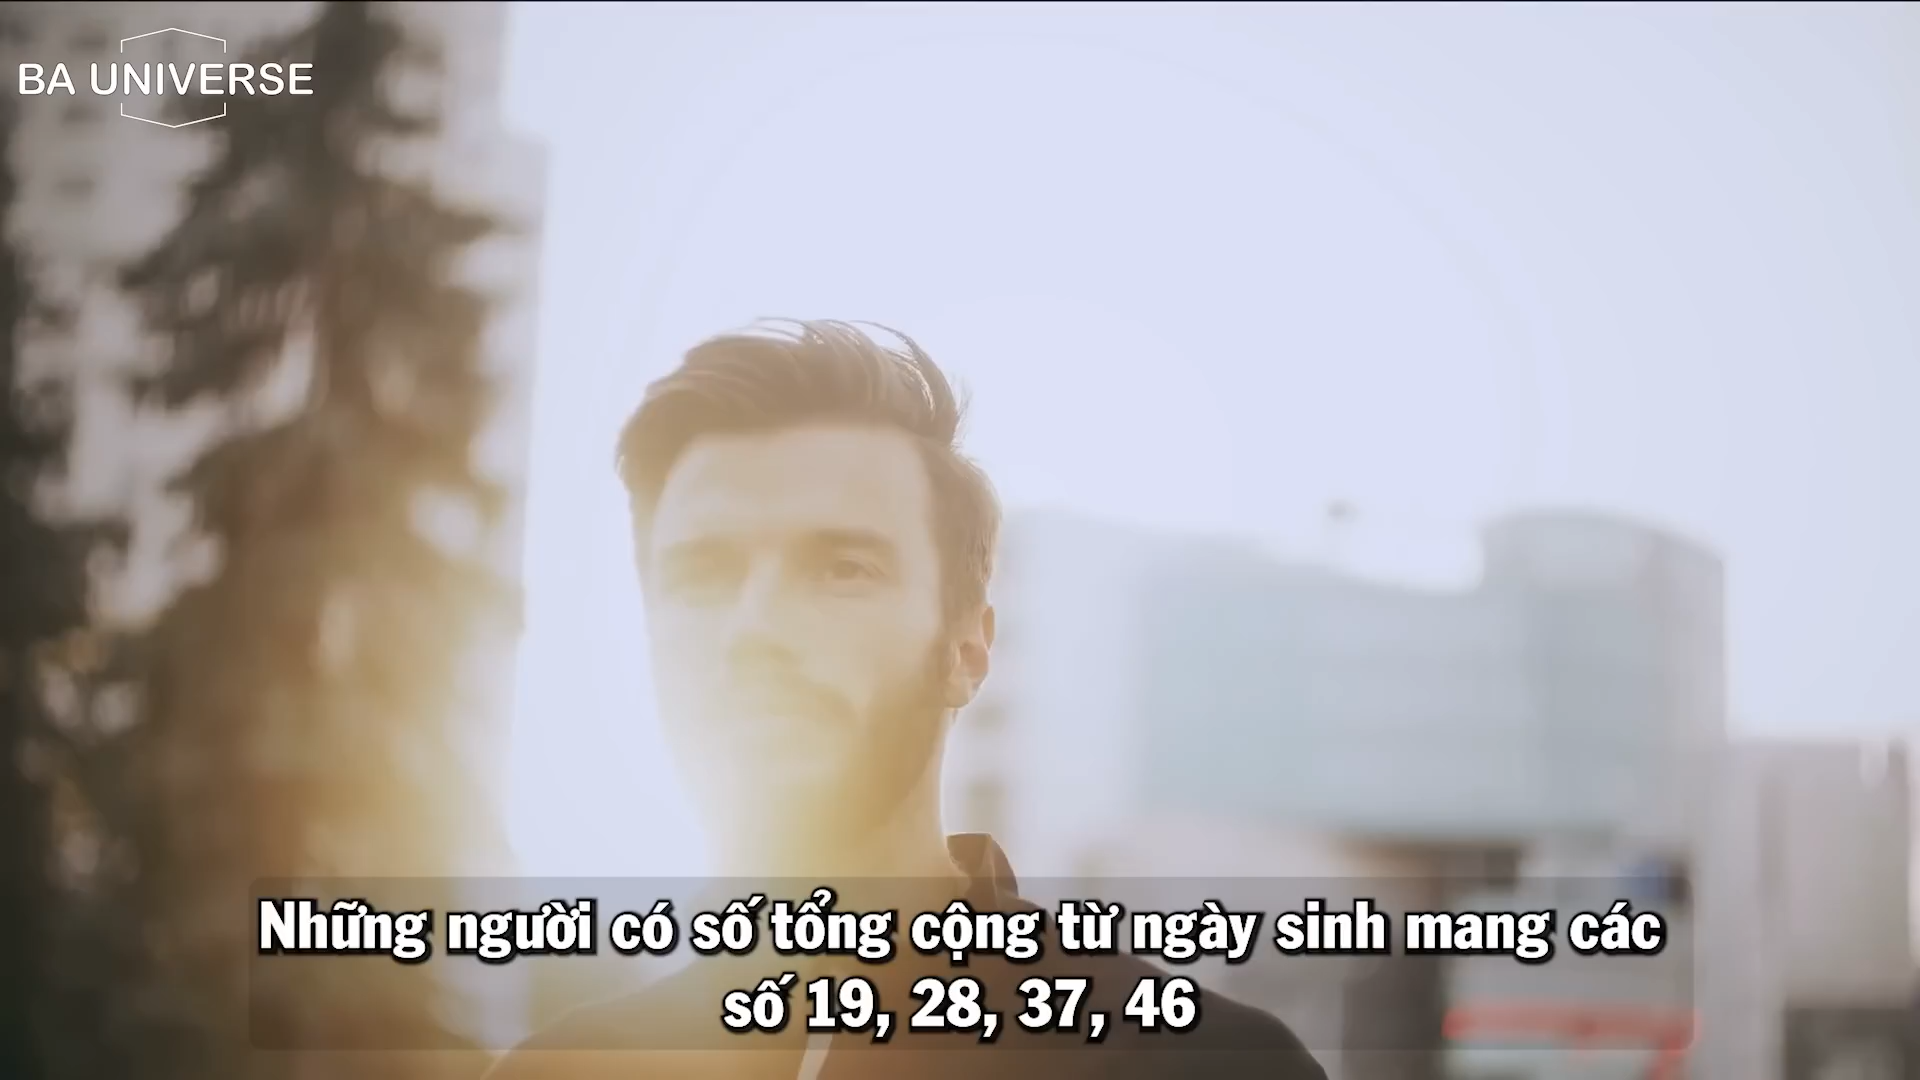 BA UNIVERSE
Những người có số tổng cộng từ ngày sinh mang các
số 19, 28, 37, 46